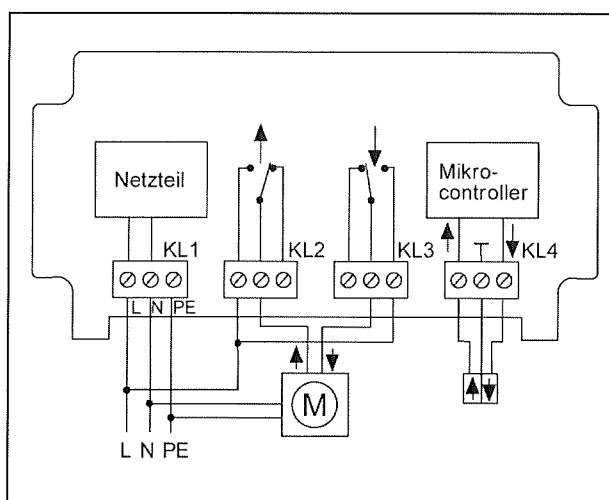 Netzteil
Mikro-
controller
KL1
KL2
KL3
KL4
L N PE
M
L N PE